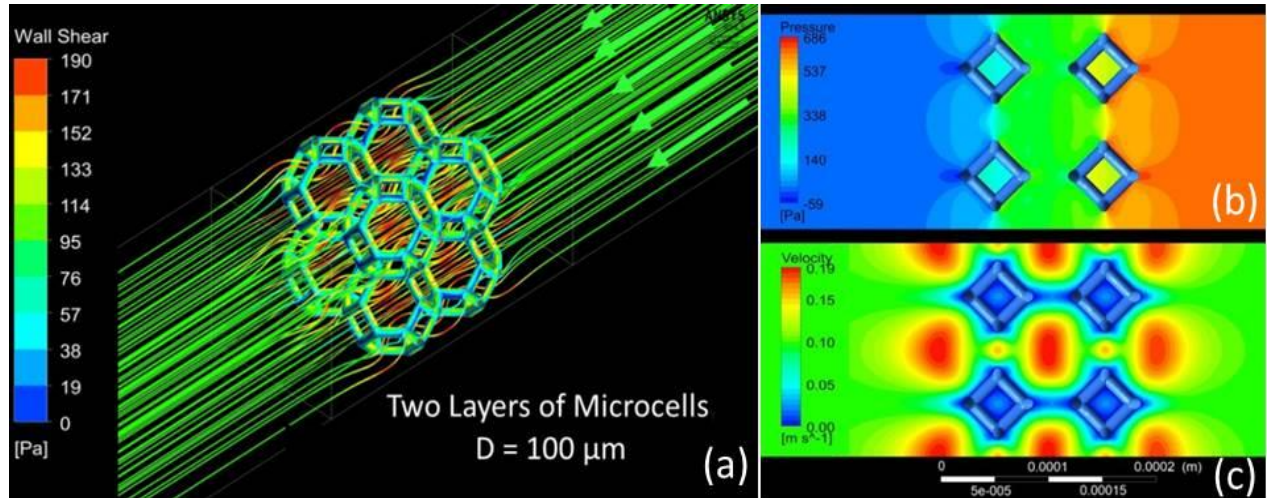 Wall Shear
190
171
152
133
114
95
76
57
38
19
0
[Pa]
ANSYS
Two Layers of Microcells
D = 100 µm
(a)
Pressure
686
537
338
140
-59
[Pa]
(b)
Velocity
0.19
0.15
0.10
0.05
0.00
[m s^-1]
0 0.0001 0.0002 (m)
5e-005 0.00015
(c)